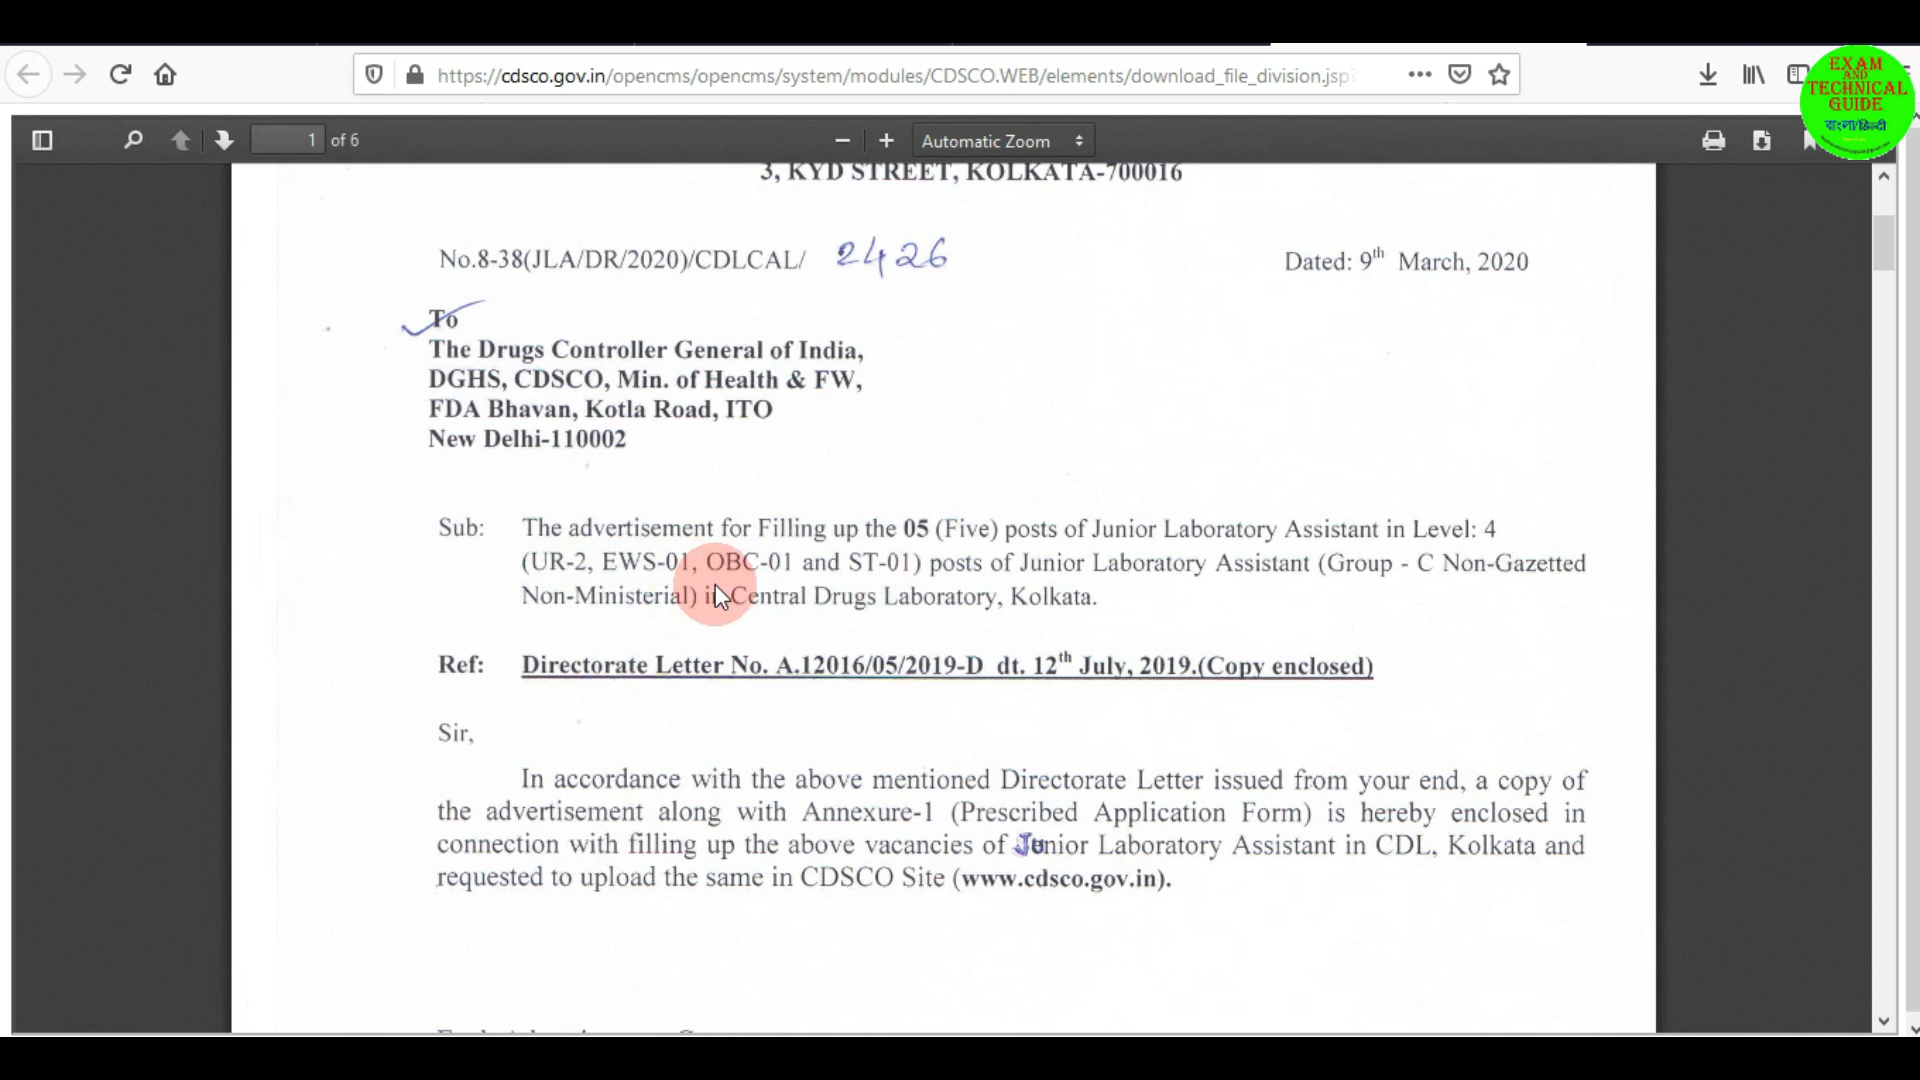 https://cdsco.gov.in/opencms/opencms/system/modules/CDSCO.WEB/elements/download_file_division.jsp?
EXAM
AND
TECHNICAL
GUIDE
বাংলা/हिन्दी
1 of 6
Automatic Zoom
3, KYD STREET, KOLKATA-700016
No.8-38(JLA/DR/2020)/CDLCAL/ 2426 Dated: 9th March, 2020
To
The Drugs Controller General of India,
DGHS, CDSCO, Min. of Health & FW,
FDA Bhavan, Kotla Road, ITO
New Delhi-110002
Sub: The advertisement for Filling up the 05 (Five) posts of Junior Laboratory Assistant in Level: 4
(UR-2, EWS-01, OBC-01 and ST-01) posts of Junior Laboratory Assistant (Group - C Non-Gazetted
Non-Ministerial) in Central Drugs Laboratory, Kolkata.
Ref: Directorate Letter No. A.12016/05/2019-D dt. 12th July, 2019.(Copy enclosed)
Sir,
In accordance with the above mentioned Directorate Letter issued from your end, a copy of
the advertisement along with Annexure-1 (Prescribed Application Form) is hereby enclosed in
connection with filling up the above vacancies of Junior Laboratory Assistant in CDL, Kolkata and
requested to upload the same in CDSCO Site (www.cdsco.gov.in).